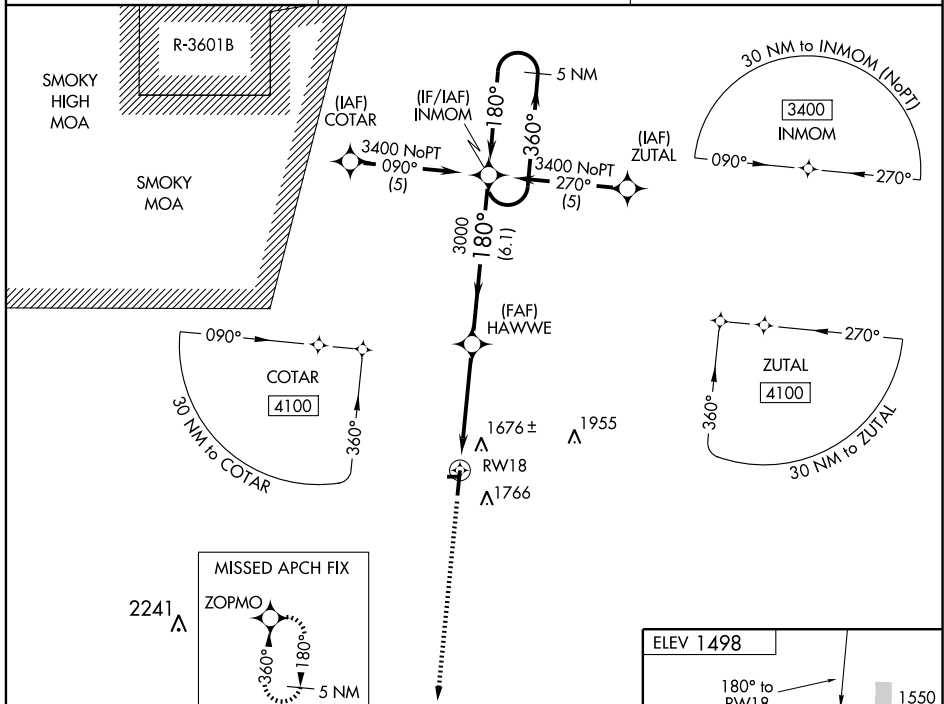 R-3601B
SMOKY
HIGH
MOA
SMOKY
MOA
(IAF)
COTAR
3400 NoPT
090°
(5)
(IF/IAF)
INMOM
180°
360°
5 NM
3400 NoPT
270°
(5)
(IAF)
ZUTAL
30 NM to INMOM (NoPT)
3400
INMOM
090°
270°
3000
180°
(6.1)
(FAF)
HAWWE
090°
COTAR
4100
360°
30 NM to COTAR
270°
ZUTAL
4100
360°
30 NM to ZUTAL
1676 ±
1955
RW18
1766
MISSED APCH FIX
ZOPMO
360°
180°
5 NM
2241
ELEV 1498
180° to
RW18
1550